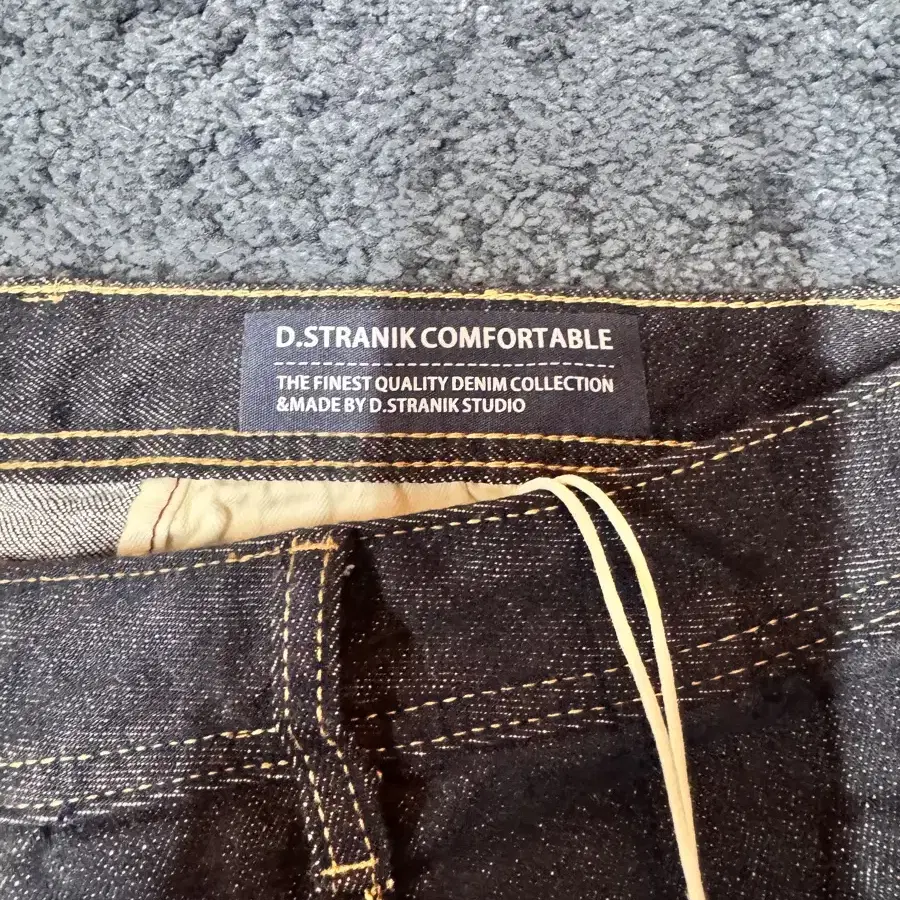 D.STRANIK COMFORTABLE
THE FINEST QUALITY DENIM COLLECTION
&MADE BY D.STRANIK STUDIO